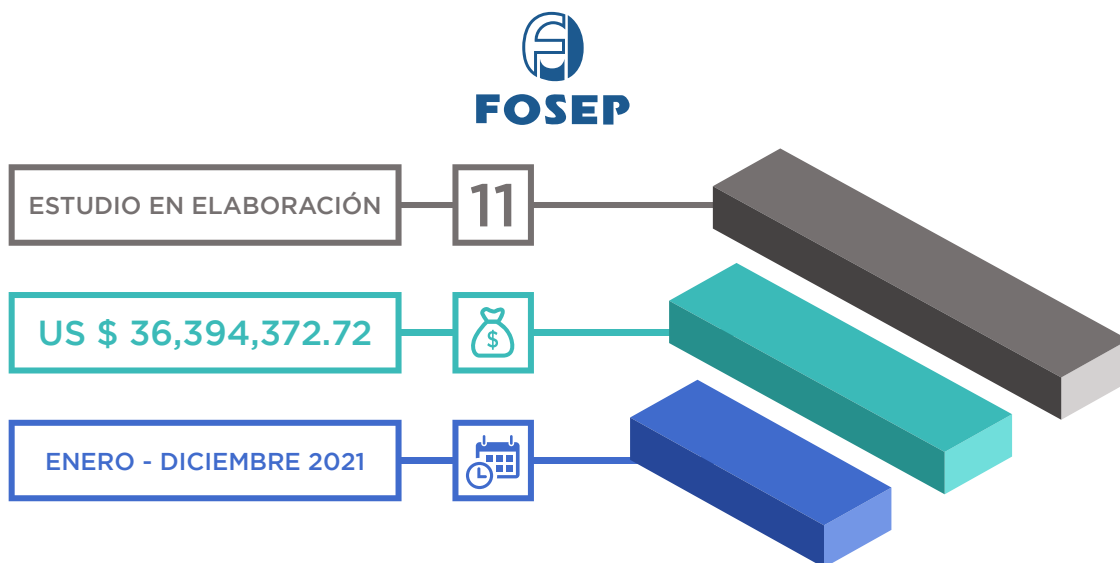 FOSEP
ESTUDIO EN ELABORACIÓN
11
US $ 36,394,372.72
$
ENERO - DICIEMBRE 2021